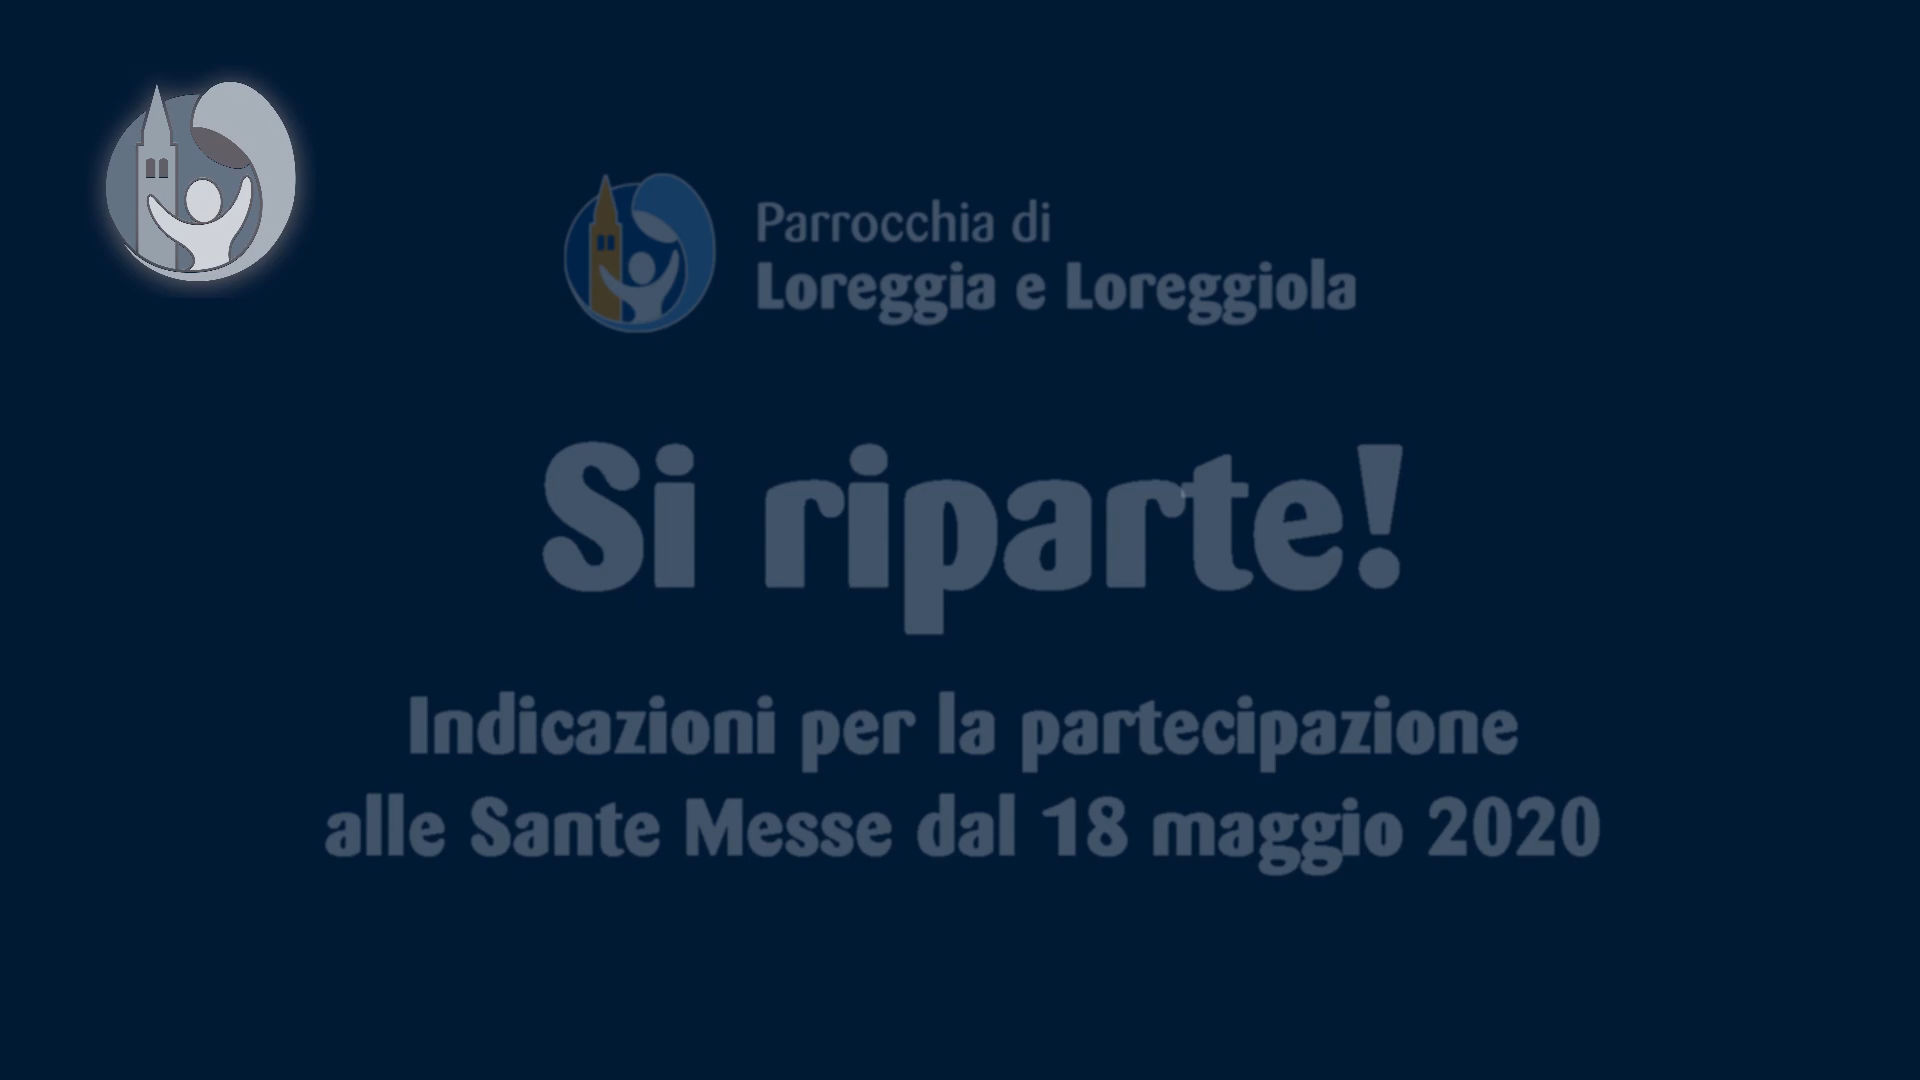 Parrocchia di
Loreggia e Loreggiola
Si riparte!
Indicazioni per la partecipazione
alle Sante Messe dal 18 maggio 2020